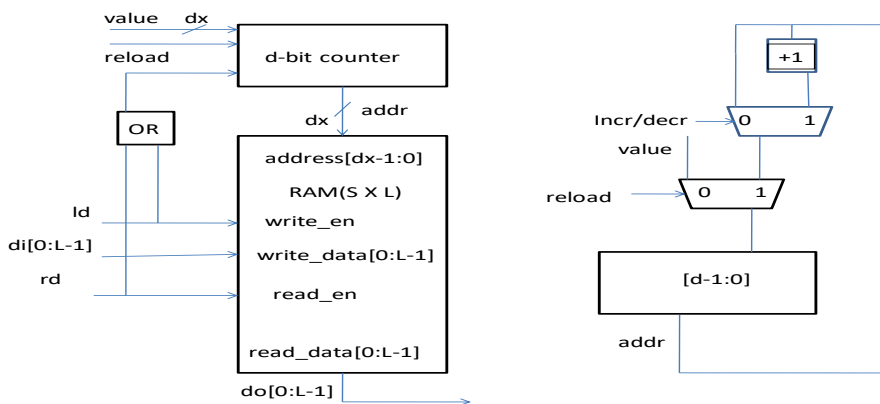 value dx
reload
d-bit counter
OR
dx addr
address[dx-1:0]
RAM(S X L)
ld
write_en
di[0:L-1]
write_data[0:L-1]
rd
read_en
read_data[0:L-1]
do[0:L-1]
+1
Incr/decr
0 1
value
reload
0 1
[d-1:0]
addr